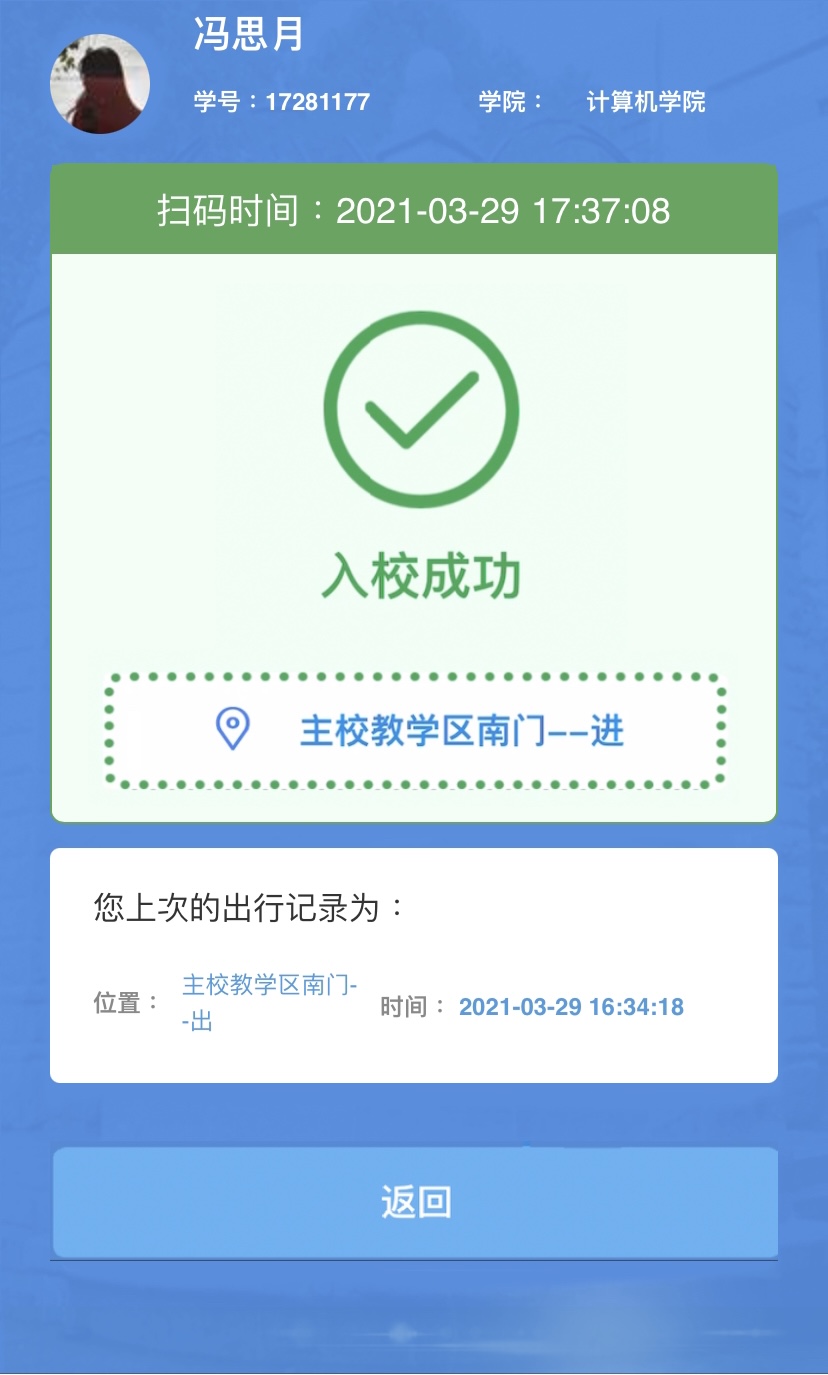 冯思月
学号：17281177 学院： 计算机学院
扫码时间：2021-03-29 17:37:08
入校成功
主校教学区南门--进
您上次的出行记录为：
位置： 主校教学区南门-
-出
时间： 2021-03-29 16:34:18
返回